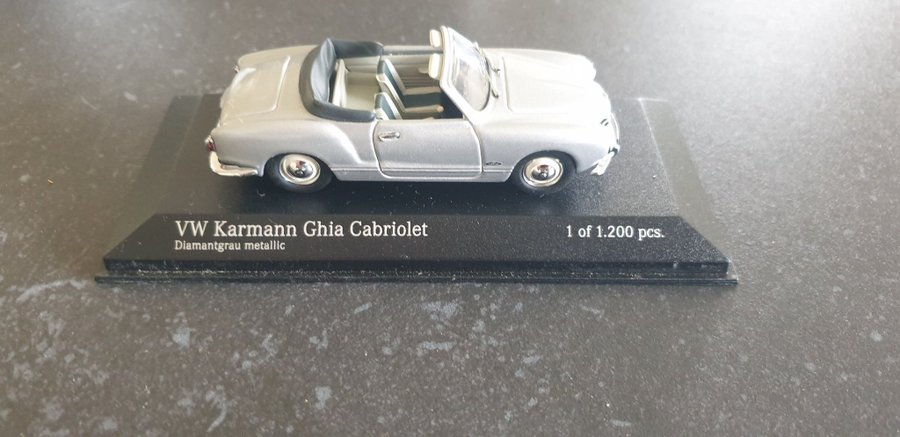 VW Karmann Ghia Cabriolet 1 of 1.200 pcs.
Diamantgrau metallic